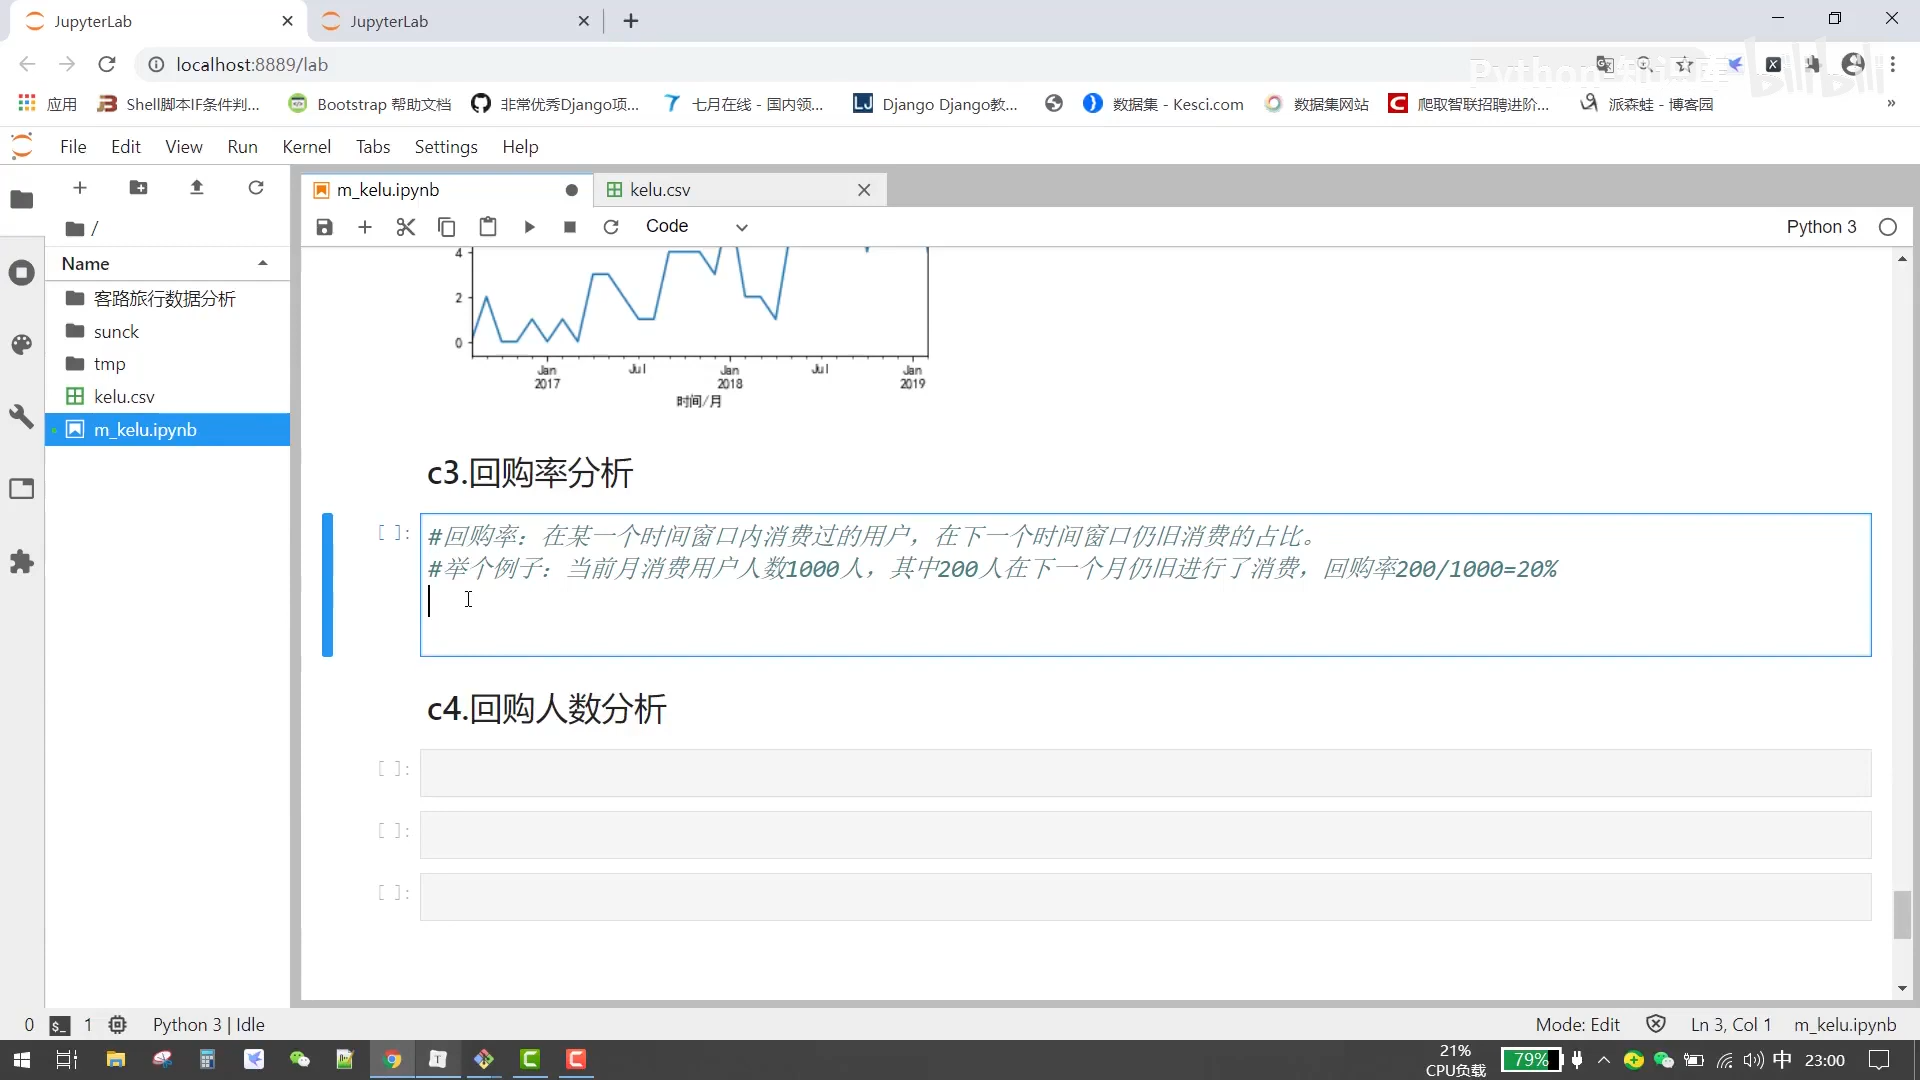 JupyterLab
JupyterLab
localhost:8889/lab
Python
bilibili
应用
Shell脚本IF条件判...
Bootstrap 帮助文档
非常优秀Django项...
七月在线 - 国内领...
Django Django教...
数据集 - Kesci.com
数据集网站
爬取智联招聘进阶...
派森蛙 - 博客园
»
File Edit View Run Kernel Tabs Settings Help
m_kelu.ipynb
kelu.csv
/
Code
Python 3
Name
客路旅行数据分析
sunck
tmp
kelu.csv
m_kelu.ipynb
4
2
0
Jan Jul Jan Jul Jan
2017 2018 2019
时间/月
c3.回购率分析
[ ]:
#回购率：在某一个时间窗口内消费过的用户，在下一个时间窗口仍旧消费的占比。
#举个例子：当前月消费用户人数1000人，其中200人在下一个月仍旧进行了消费，回购率200/1000=20%
c4.回购人数分析
[ ]:
[ ]:
[ ]:
0
1
Python 3 | Idle
Mode: Edit
Ln 3, Col 1
m_kelu.ipynb
21%
CPU负载
79%
中
23:00